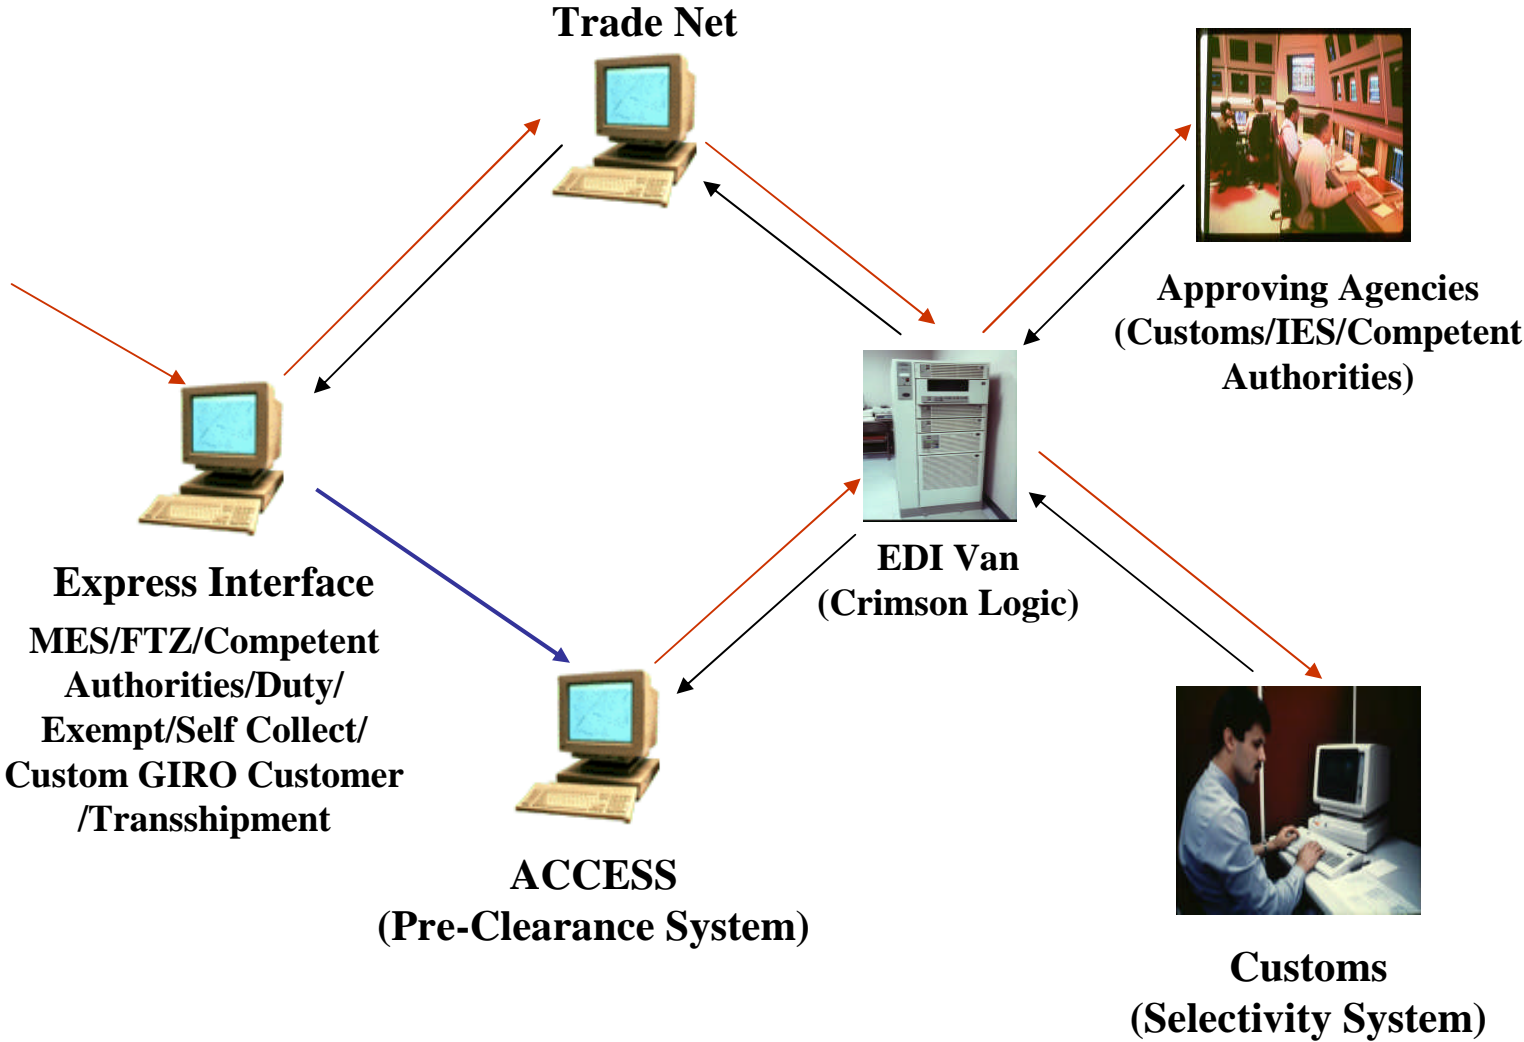 Trade Net
Approving Agencies
(Customs/IES/Competent
Authorities)
EDI Van
(Crimson Logic)
Express Interface
MES/FTZ/Competent
Authorities/Duty/
Exempt/Self Collect/
Custom GIRO Customer
/Transshipment
ACCESS
(Pre-Clearance System)
Customs
(Selectivity System)